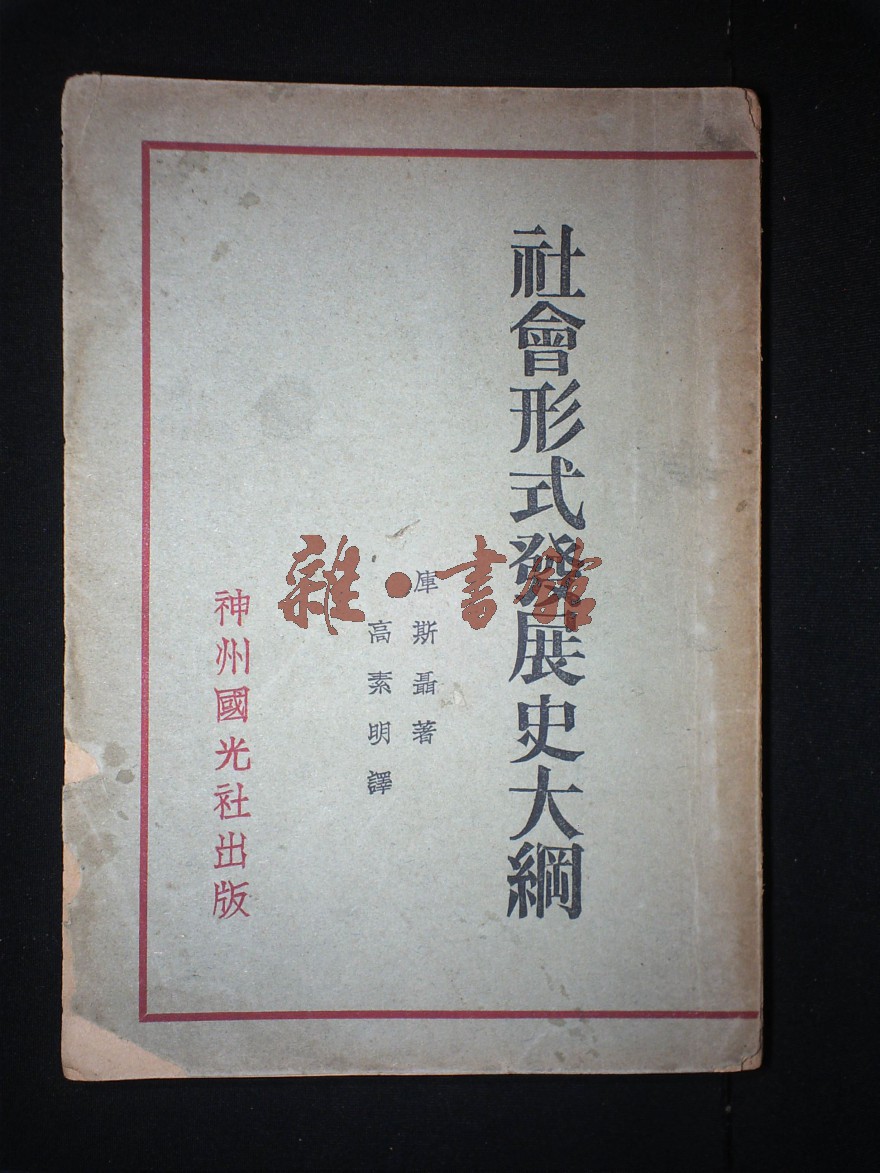 社會形式發展史大綱
庫斯聶著
高素明譯
神州國光社出版
雜·書館